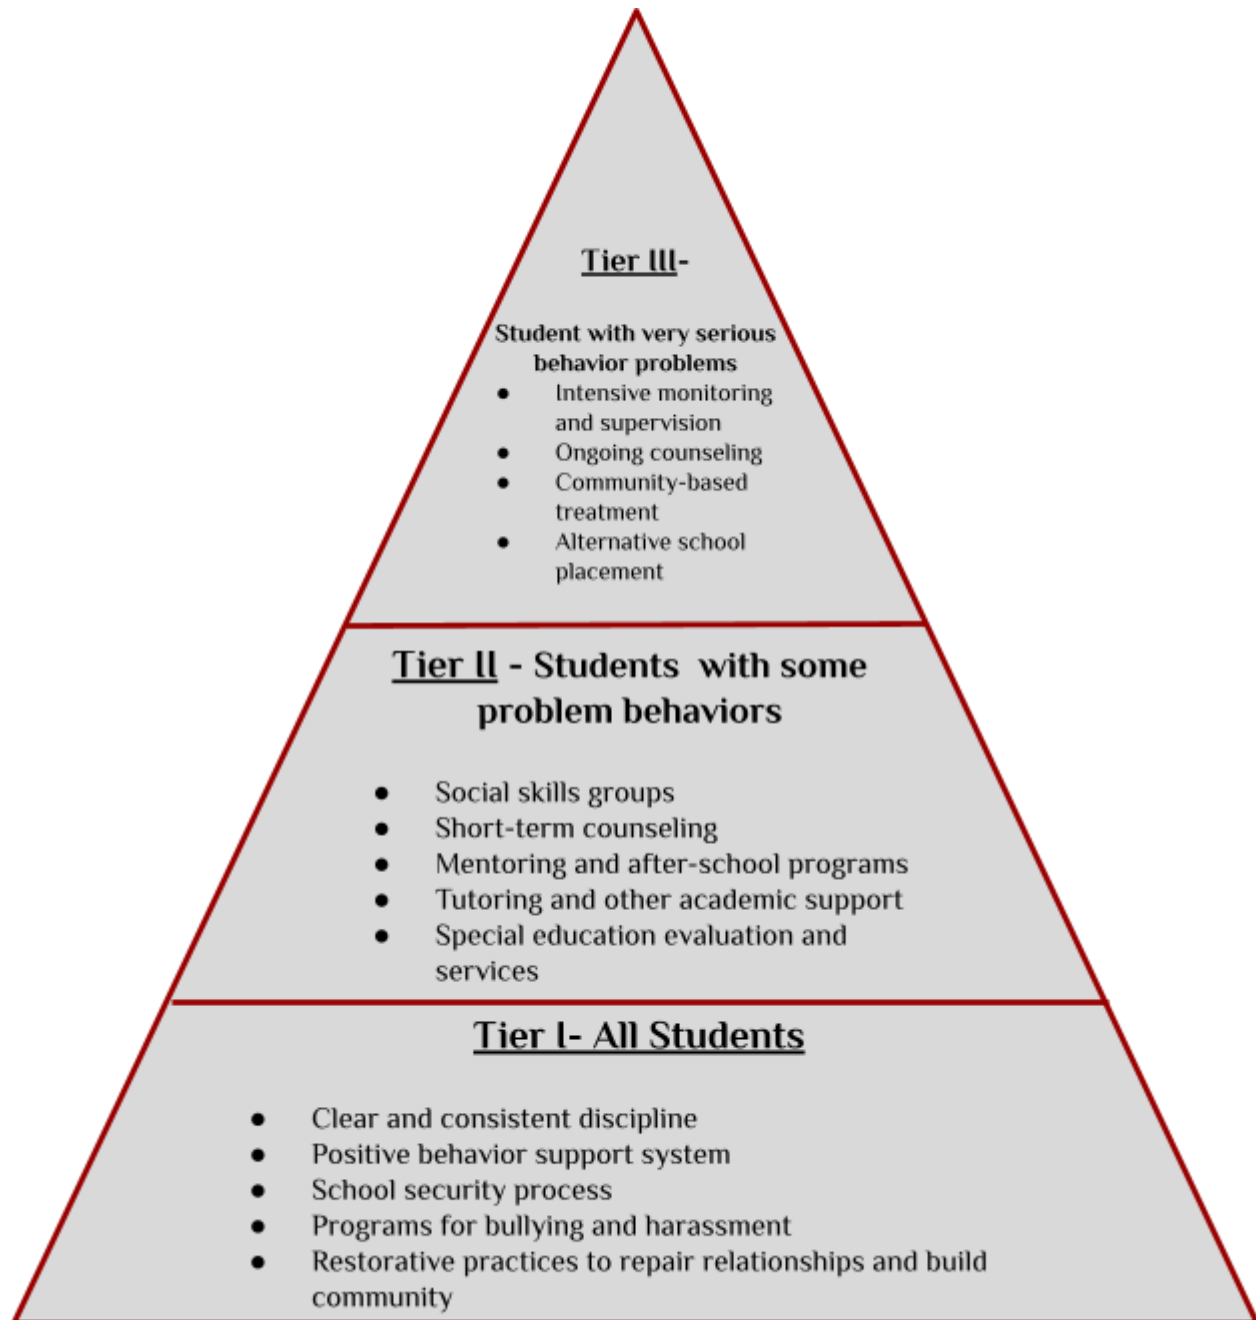 Tier III-
Student with very serious
behavior problems
● Intensive monitoring
and supervision
● Ongoing counseling
● Community-based
treatment
● Alternative school
placement
Tier II - Students with some
problem behaviors
● Social skills groups
● Short-term counseling
● Mentoring and after-school programs
● Tutoring and other academic support
● Special education evaluation and
services
Tier I- All Students
● Clear and consistent discipline
● Positive behavior support system
● School security process
● Programs for bullying and harassment
● Restorative practices to repair relationships and build
community